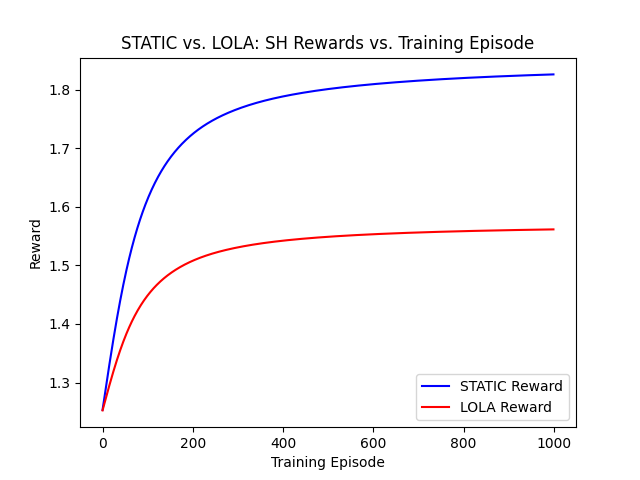 STATIC vs. LOLA: SH Rewards vs. Training Episode
Reward
1.8
1.7
1.6
1.5
1.4
1.3
STATIC Reward
LOLA Reward
0 200 400 600 800 1000
Training Episode